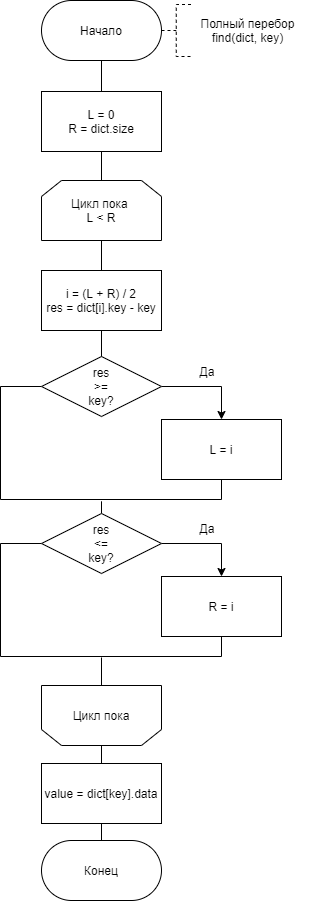 Начало
Полный перебор
find(dict, key)
L = 0
R = dict.size
Цикл пока
L < R
i = (L + R) / 2
res = dict[i].key - key
res
>=
key?
Да
L = i
res
<=
key?
Да
R = i
Цикл пока
value = dict[key].data
Конец